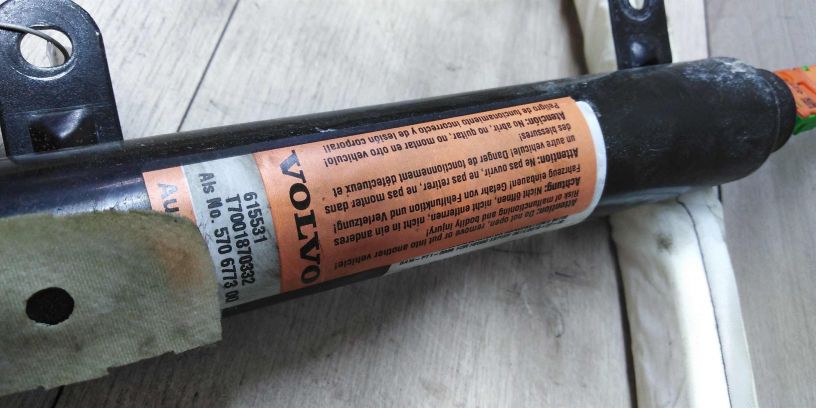 VOLVO
Attention: Do not open, remove or put into another vehicle!
Risk of malfunctioning and bodily injury!
Achtung: Nicht öffnen, nicht entfernen, nich in ein anderes
Fahrzeug einbauen! Gefahr von Fehlfunktion und Verletzung!
Attention: Ne pas ouvrir, ne pas retirer, ne pas monter dans
un autre vehicule! Danger de fonctionnement défectueux et
des blessures!
Atención: No abrir, no quitar, no montar en otro vehículo!
Peligro de funcionamiento incorrecto y de lesión corporal!
Au
615531
T7001870332
Als No. 570 6773 00